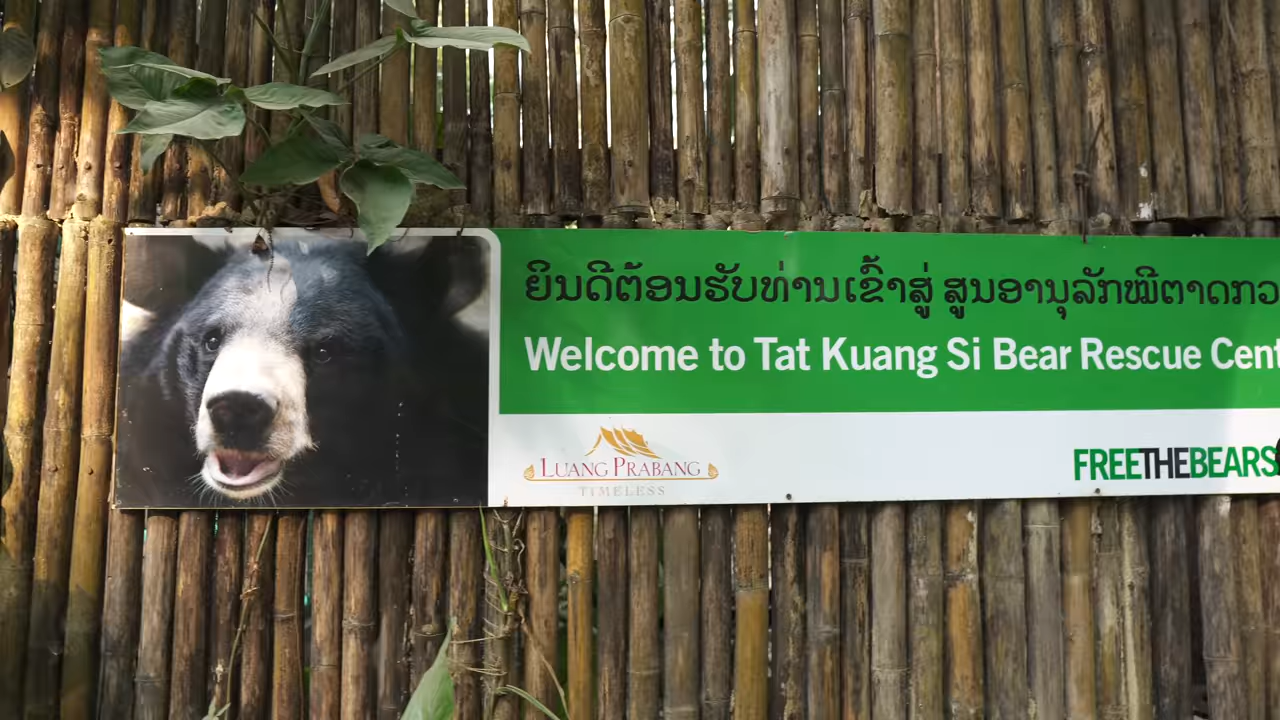 ຍິນດີຕ້ອນຮັບທ່ານເຂົ້າສູ່ ສູນອານຸລັກໝີຕາດກວ
Welcome to Tat Kuang Si Bear Rescue Cent
LUANG PRABANG
TIMELESS
FREETHEBEARS